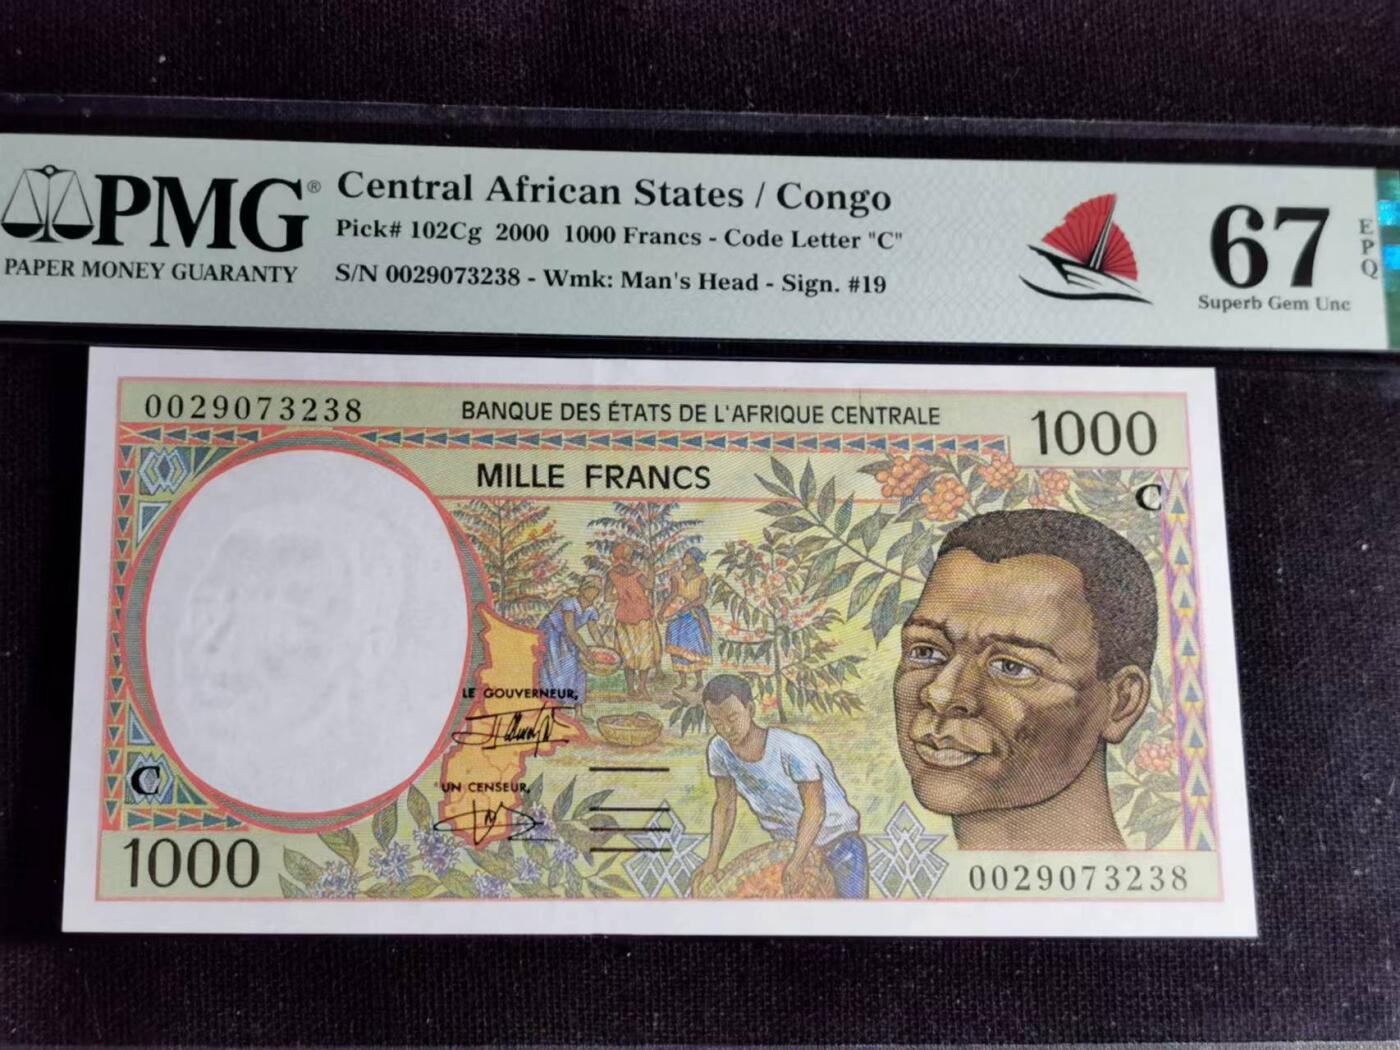 PMG®
PAPER MONEY GUARANTY
Central African States / Congo
Pick# 102Cg 2000 1000 Francs - Code Letter "C"
S/N 0029073238 - Wmk: Man's Head - Sign. #19
67
EPQ
Superb Gem Unc
0029073238
BANQUE DES ÉTATS DE L'AFRIQUE CENTRALE
1000
MILLE FRANCS
C
LE GOUVERNEUR,
UN CENSEUR,
C
1000
0029073238